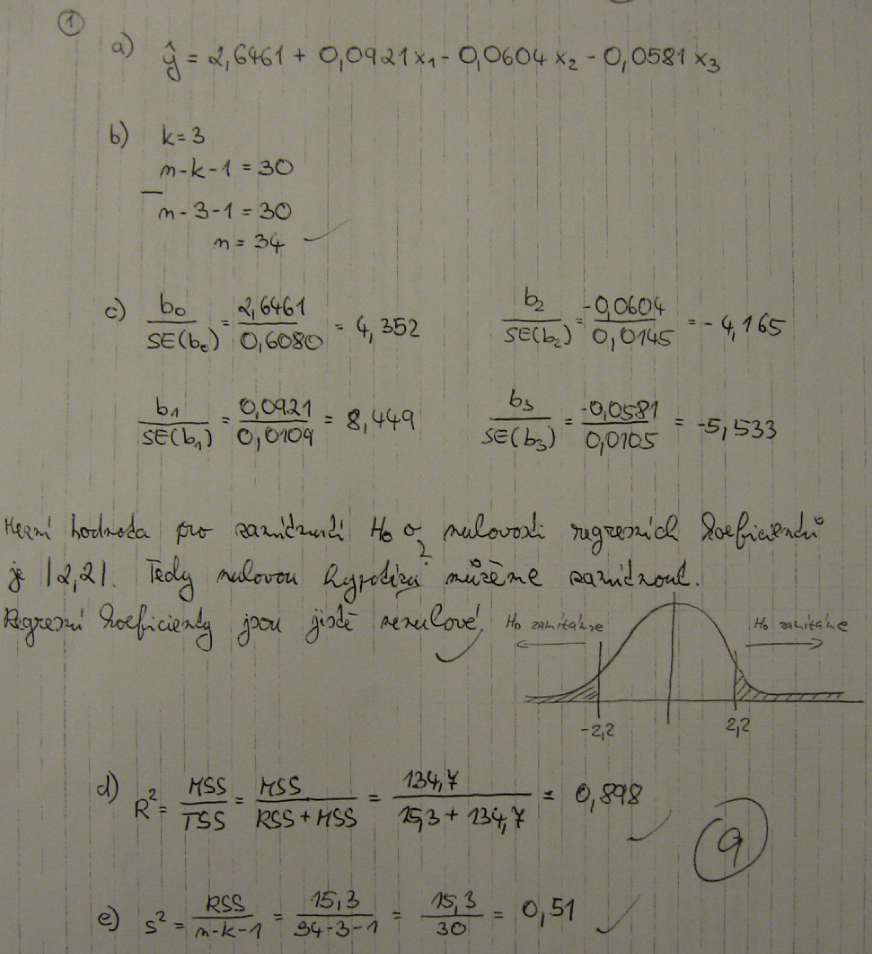 1
a) ŷ = 2,6461 + 0,0921 x₁ - 0,0604 x₂ - 0,0581 x₃
b) k = 3
n-k-1 = 30
n-3-1 = 30
n = 34
c) b₀/SE(b₀) = 2,6461/0,6080 = 4,352
b₂/SE(b₂) = -0,0604/0,0145 = -4,165
b₁/SE(b₁) = 0,0921/0,0109 = 8,449
b₃/SE(b₃) = -0,0581/0,0105 = -5,533
Mezní hodnota pro zamítnutí H₀ o nulovosti regresních koeficientů
je |2,2|. Tedy nulovou hypotézu můžeme zamítnout.
Regresní koeficienty jsou jistě nenulové.
H₀ zamítáme
H₀ zamítáme
-2,2
2,2
d) R² = MSS/TSS = MSS/(RSS + MSS) = 134,7/(15,3 + 134,7) = 0,898
9
e) s² = RSS/(n-k-1) = 15,3/(34-3-1) = 15,3/30 = 0,51